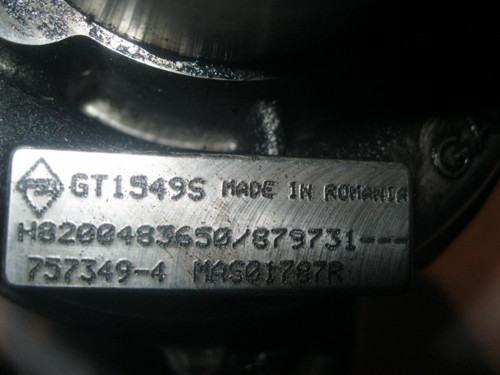 GT1549S MADE IN ROMANIA
H8200483650/879731---
757349-4 MAS01787R
G